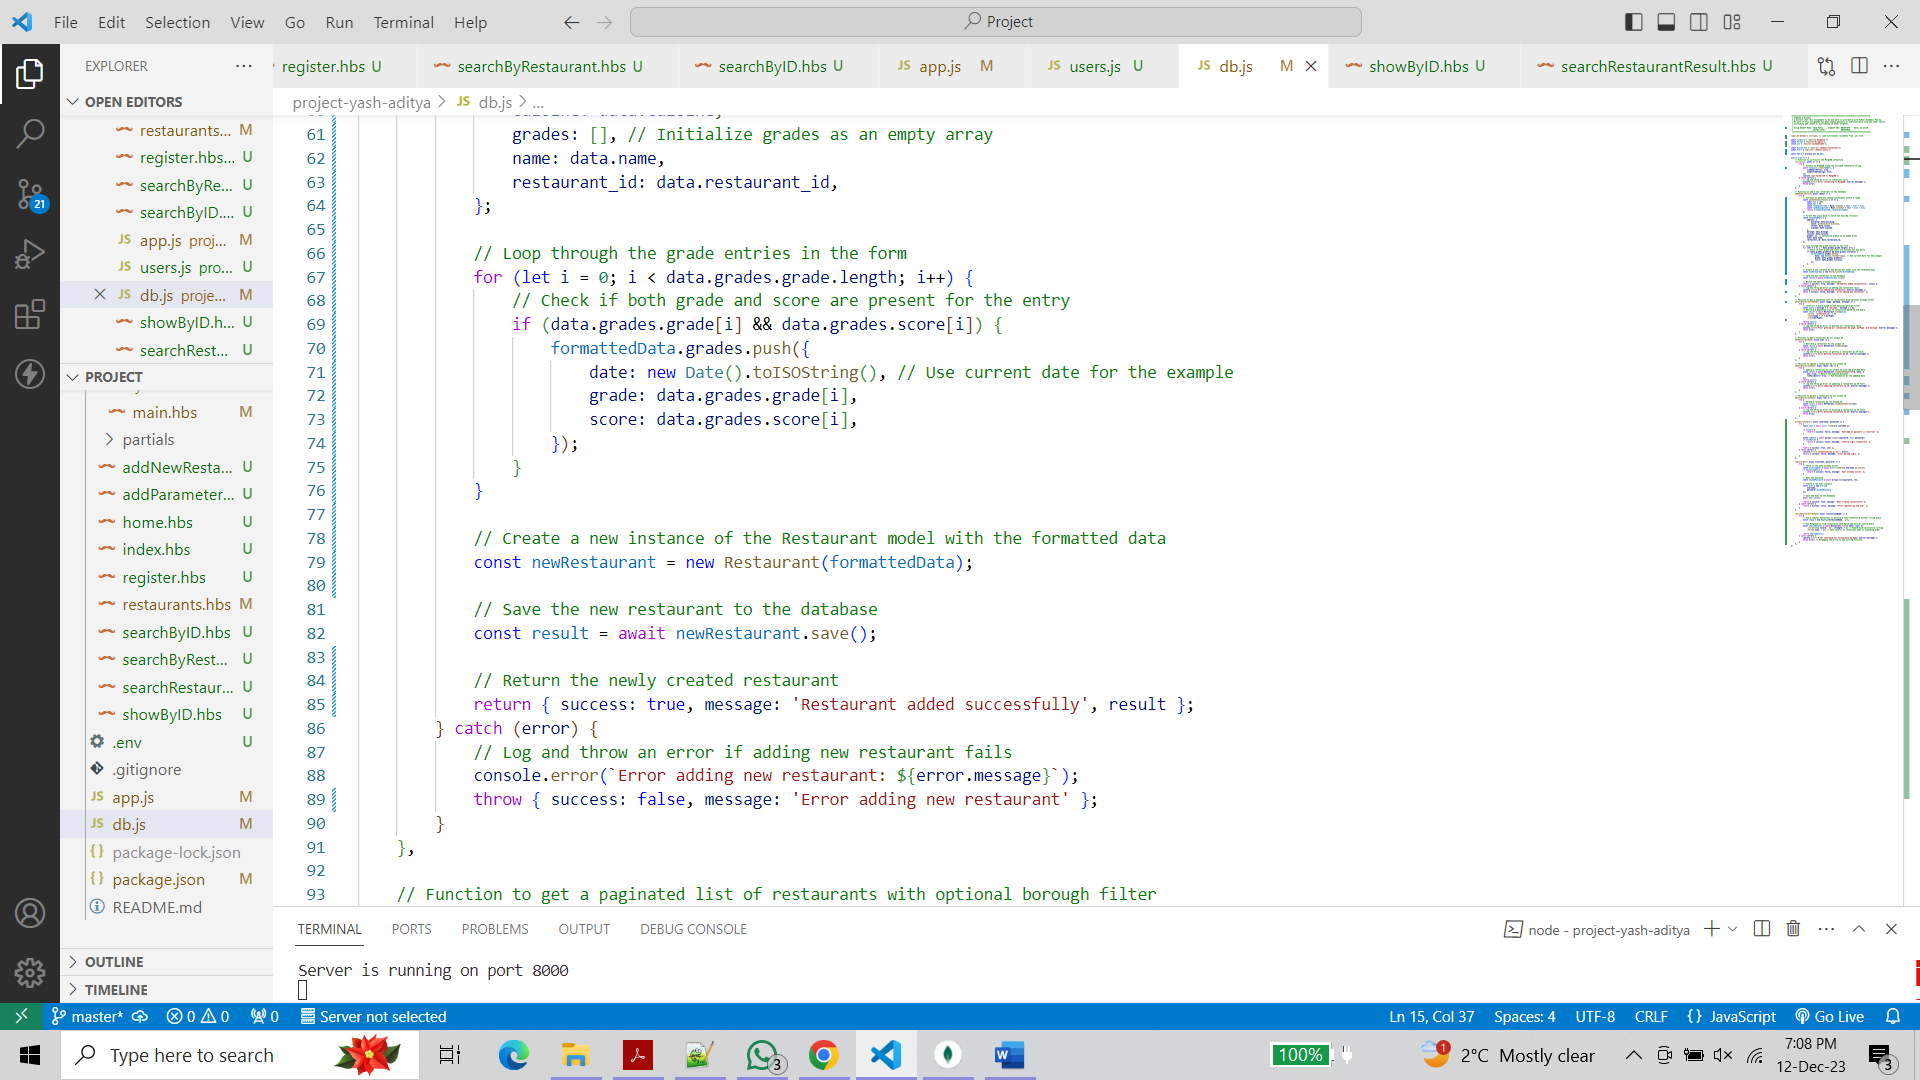 File Edit Selection View Go Run Terminal Help
Project
EXPLORER
OPEN EDITORS
restaurants... M
register.hbs... U
searchByRe... U
searchByID.... U
app.js proj... M
users.js pro... U
db.js proje... M
showByID.h... U
searchRest... U
PROJECT
main.hbs M
partials
addNewResta... U
addParameter... U
home.hbs U
index.hbs U
register.hbs U
restaurants.hbs M
searchByID.hbs U
searchByRest... U
searchRestaur... U
showByID.hbs U
.env U
.gitignore
app.js M
db.js M
package-lock.json
package.json M
README.md
OUTLINE
TIMELINE
register.hbs U
searchByRestaurant.hbs U
searchByID.hbs U
JS app.js M
JS users.js U
JS db.js M
showByID.hbs U
searchRestaurantResult.hbs U
project-yash-aditya > JS db.js > ...
61 grades: [], // Initialize grades as an empty array
62 name: data.name,
63 restaurant_id: data.restaurant_id,
64 };
65
66 // Loop through the grade entries in the form
67 for (let i = 0; i < data.grades.grade.length; i++) {
68 // Check if both grade and score are present for the entry
69 if (data.grades.grade[i] && data.grades.score[i]) {
70 formattedData.grades.push({
71 date: new Date().toISOString(), // Use current date for the example
72 grade: data.grades.grade[i],
73 score: data.grades.score[i],
74 });
75 }
76 }
77
78 // Create a new instance of the Restaurant model with the formatted data
79 const newRestaurant = new Restaurant(formattedData);
80
81 // Save the new restaurant to the database
82 const result = await newRestaurant.save();
83
84 // Return the newly created restaurant
85 return { success: true, message: 'Restaurant added successfully', result };
86 } catch (error) {
87 // Log and throw an error if adding new restaurant fails
88 console.error(`Error adding new restaurant: ${error.message}`);
89 throw { success: false, message: 'Error adding new restaurant' };
90 }
91 },
92
93 // Function to get a paginated list of restaurants with optional borough filter
TERMINAL PORTS PROBLEMS OUTPUT DEBUG CONSOLE
node - project-yash-aditya
Server is running on port 8000
21
master* 0 0 0 Server not selected
Ln 15, Col 37 Spaces: 4 UTF-8 CRLF {} JavaScript Go Live
Type here to search
3
100%
1
2°C Mostly clear
7:08 PM
12-Dec-23
3